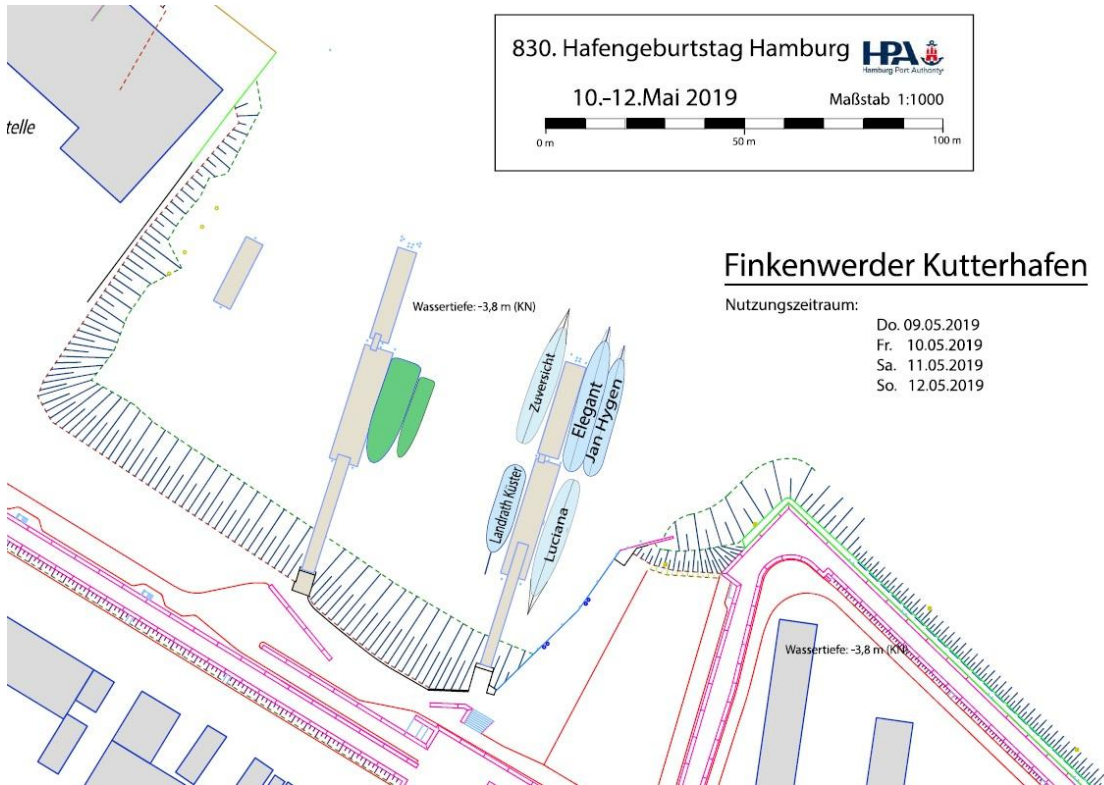 830. Hafengeburtstag Hamburg
HPA
Hamburg Port Authority
10.-12.Mai 2019
Maßstab 1:1000
0 m
50 m
100 m
telle
Finkenwerder Kutterhafen
Nutzungszeitraum:
Do. 09.05.2019
Fr. 10.05.2019
Sa. 11.05.2019
So. 12.05.2019
Wassertiefe: -3,8 m (KN)
Zuversicht
Elegant
Jan Hygen
Landrath Küster
Luciana
Wassertiefe: -3,8 m (KN)